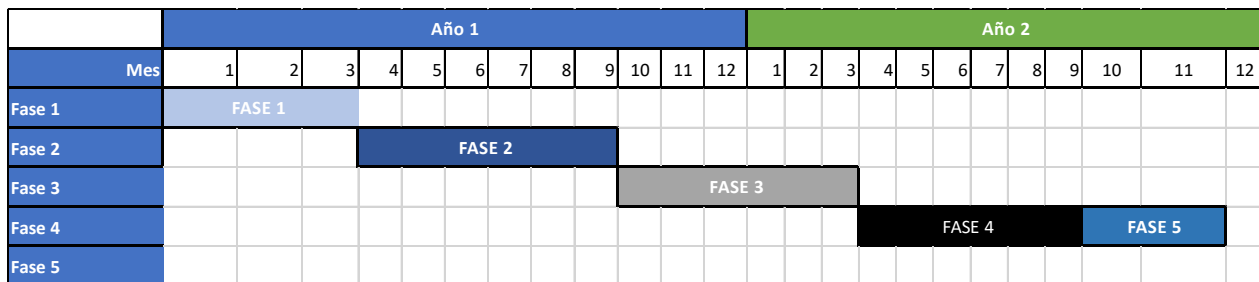 Año 1 Año 2
Mes 1 2 3 4 5 6 7 8 9 10 11 12 1 2 3 4 5 6 7 8 9 10 11 12
Fase 1 FASE 1
Fase 2 FASE 2
Fase 3 FASE 3
Fase 4 FASE 4 FASE 5
Fase 5